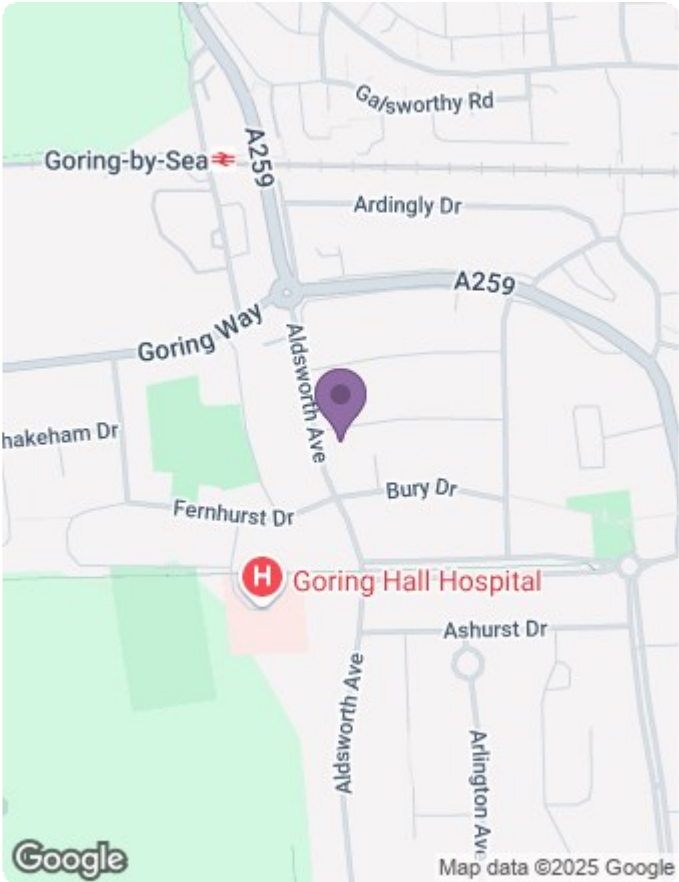 Galsworthy Rd
Goring-by-Sea
A259
Ardingly Dr
A259
Goring Way
Aldsworth Ave
hakeham Dr
Bury Dr
Fernhurst Dr
H
Goring Hall Hospital
Ashurst Dr
Aldsworth Ave
Arlington Ave
Google
Map data ©2025 Google